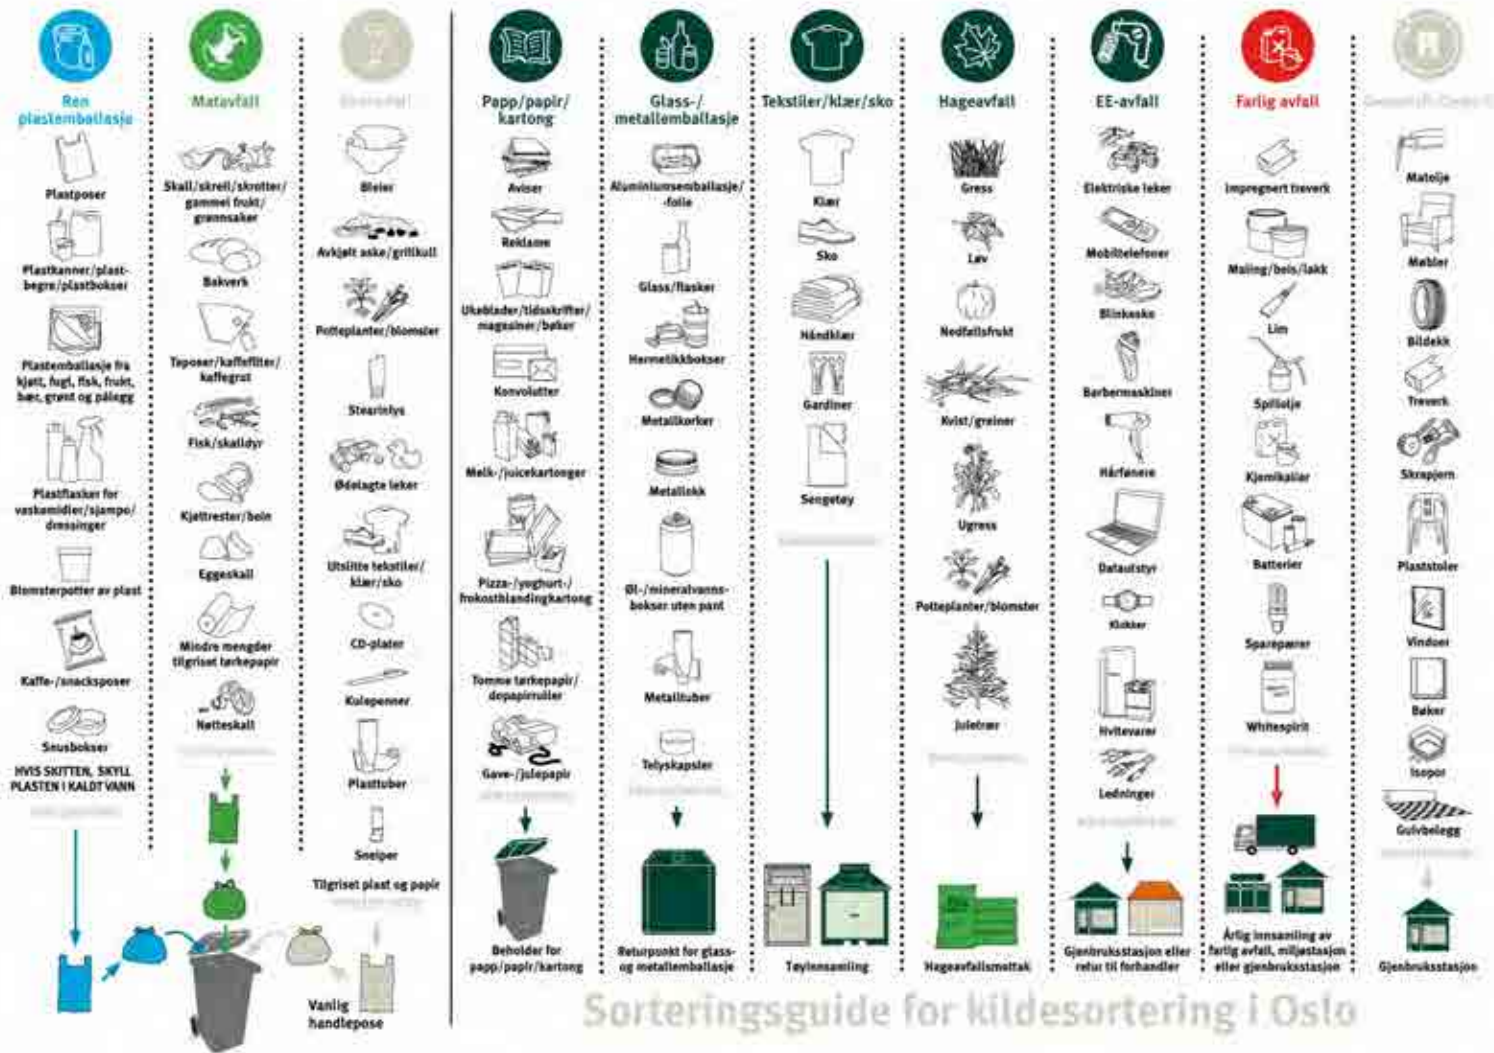 Ren
plastemballasje
Plastposer
Plastkanner/plast-
begre/plastbokser
Plastemballasje fra
kjøtt, fugl, fisk, frukt,
bær, grønt og pålegg
Plastflasker for
vaskemidler/sjampo/
dressinger
Blomsterpotter av plast
Kaffe-/snacksposer
Snusbokser
HVIS SKITTEN, SKYLL
PLASTEN I KALDT VANN
Matavfall
Skall/skrell/skrotter/
gammel frukt/
grønnsaker
Bakverk
Teposer/kaffefilter/
kaffegrut
Fisk/skalldyr
Kjøttrester/bein
Eggeskall
Mindre mengder
tilgriset tørkepapir
Nøtteskall
Bleier
Avkjølt aske/grillkull
Potteplanter/blomster
Stearinlys
Ødelagte leker
Utslitte tekstiler/
klær/sko
CD-plater
Kulepenner
Plasttuber
Sneiper
Tilgriset plast og papir
Vanlig
handlepose
Papp/papir/
kartong
Aviser
Reklame
Ukeblader/tidsskrifter/
magasiner/bøker
Konvolutter
Melk-/juicekartonger
Pizza-/yoghurt-/
frokostblandingkartong
Tomme tørkepapir/
dopapirruller
Gave-/julepapir
Beholder for
papp/papir/kartong
Glass-/
metallemballasje
Aluminiumsemballasje/
-folie
Glass/flasker
Hermetikkbokser
Metallkorker
Metallokk
Øl-/mineralvanns-
bokser uten pant
Metalltuber
Telyskapsler
Returpunkt for glass-
og metallemballasje
Tekstiler/klær/sko
Klær
Sko
Håndklær
Gardiner
Sengetøy
Tøyinnsamling
Hageavfall
Gress
Løv
Nedfallsfrukt
Kvist/greiner
Ugress
Potteplanter/blomster
Juletrær
Hageavfallsmottak
EE-avfall
Elektriske leker
Mobiltelefoner
Blinkesko
Barbermaskiner
Hårfønere
Datautstyr
Klokker
Hvitevarer
Ledninger
Gjenbruksstasjon eller
retur til forhandler
Farlig avfall
Impregnert treverk
Maling/beis/lakk
Lim
Spillolje
Kjemikalier
Batterier
Sparepærer
Whitespirit
Årlig innsamling av
farlig avfall, miljøstasjon
eller gjenbruksstasjon
Matolje
Møbler
Bildekk
Treverk
Skrapjern
Plaststoler
Vinduer
Bøker
Isopor
Gulvbelegg
Gjenbruksstasjon
Sorteringsguide for kildesortering i Oslo